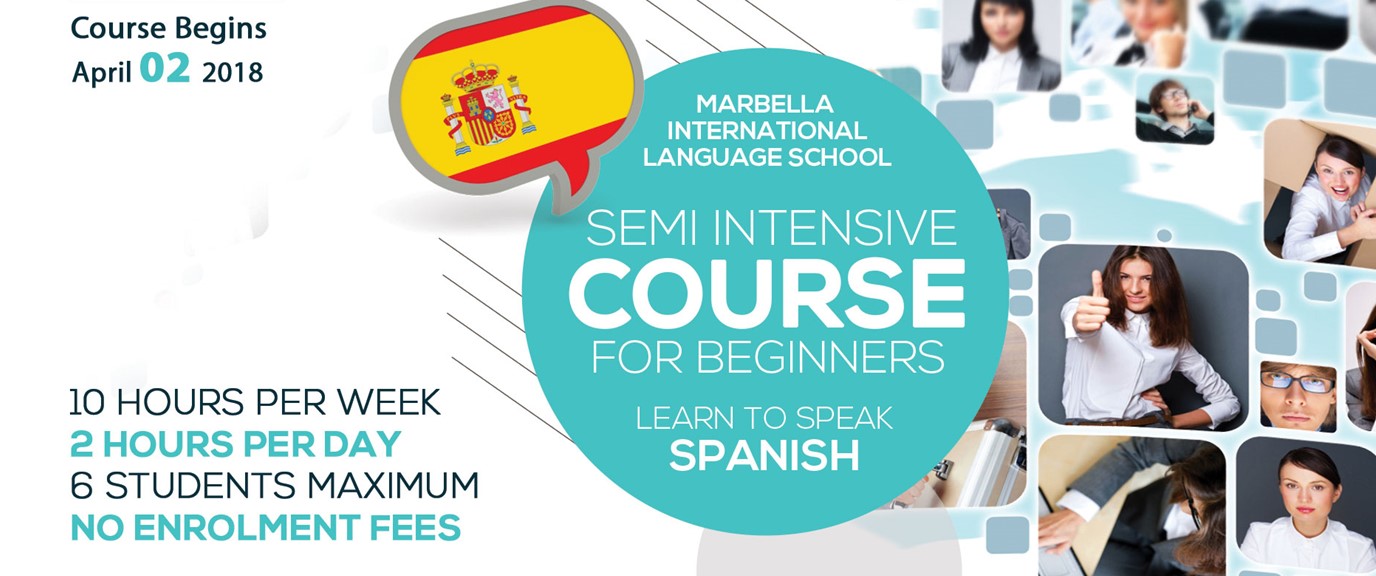 Course Begins
April 02 2018
MARBELLA
INTERNATIONAL
LANGUAGE SCHOOL
SEMI INTENSIVE
COURSE
FOR BEGINNERS
LEARN TO SPEAK
SPANISH
10 HOURS PER WEEK
2 HOURS PER DAY
6 STUDENTS MAXIMUM
NO ENROLMENT FEES